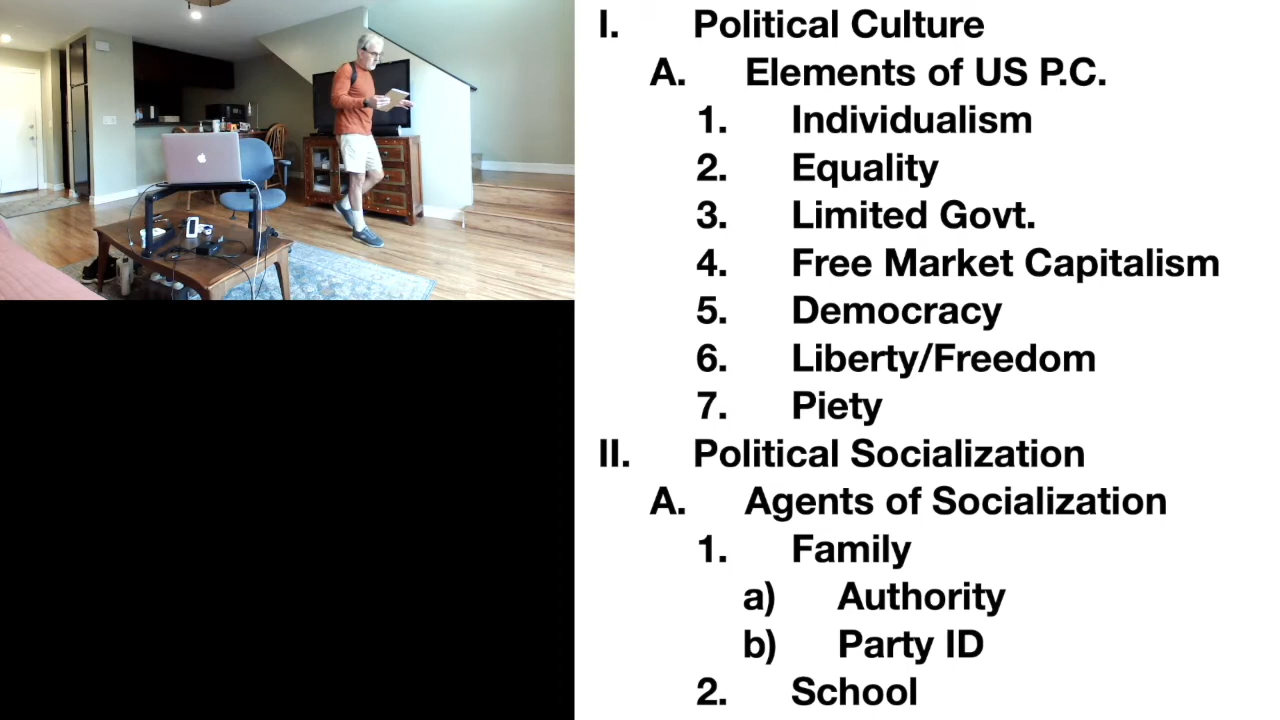 I. Political Culture
A. Elements of US P.C.
1. Individualism
2. Equality
3. Limited Govt.
4. Free Market Capitalism
5. Democracy
6. Liberty/Freedom
7. Piety
II. Political Socialization
A. Agents of Socialization
1. Family
a) Authority
b) Party ID
2. School